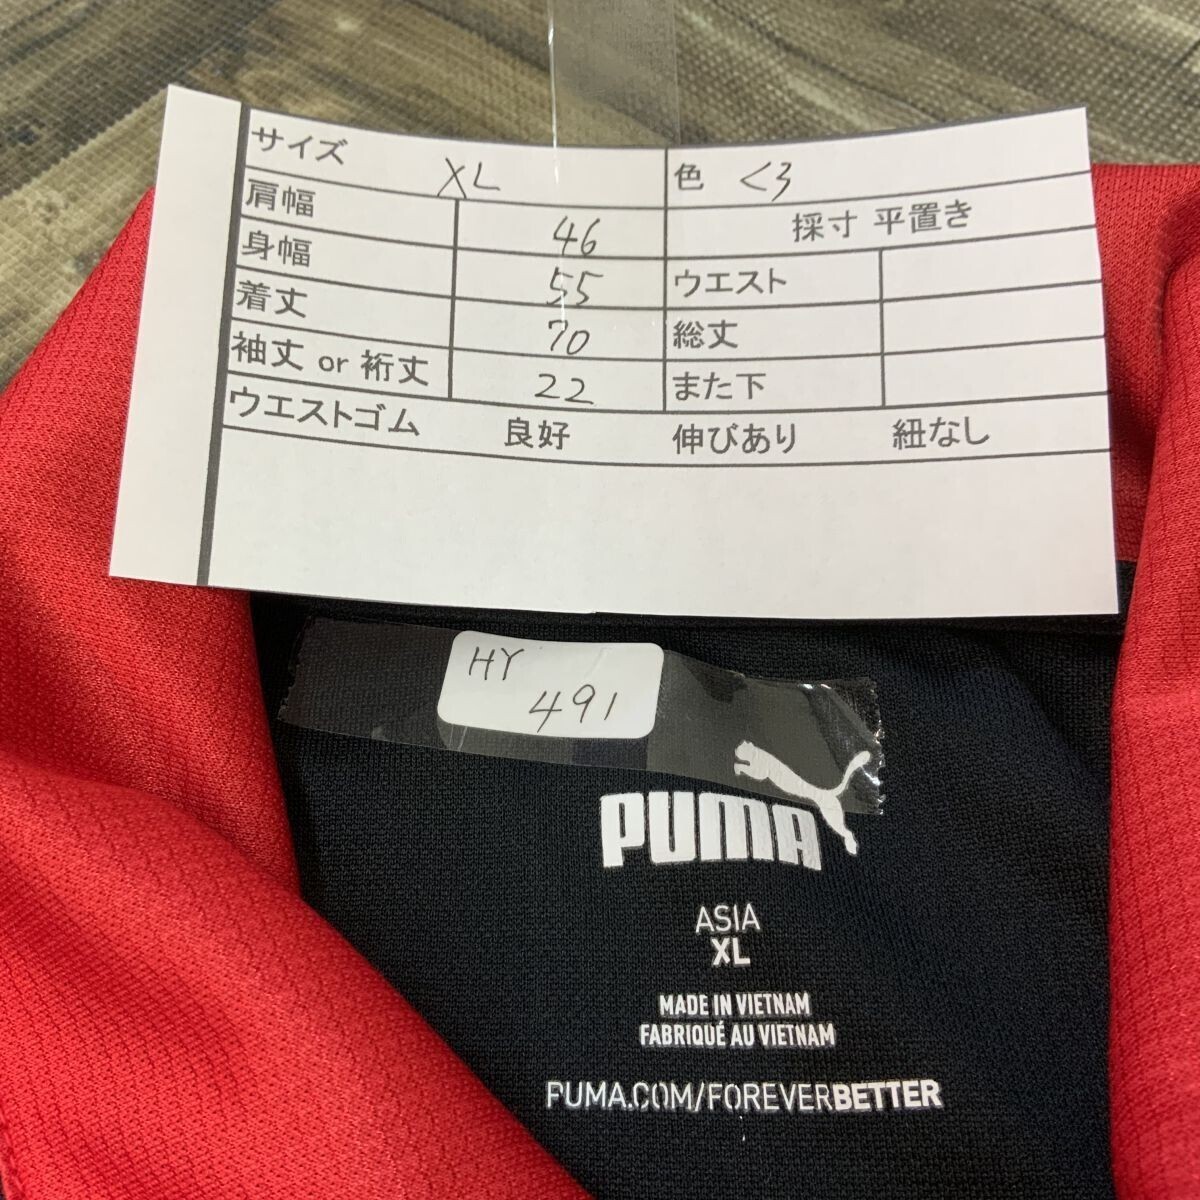 サイズ XL 色 くろ
肩幅 46 採寸 平置き
身幅 55 ウエスト
着丈 70 総丈
袖丈 or 裄丈 22 また下
ウエストゴム 良好 伸びあり 紐なし
HY
491
PUMA
ASIA
XL
MADE IN VIETNAM
FABRIQUÉ AU VIETNAM
PUMA.COM/FOREVERBETTER